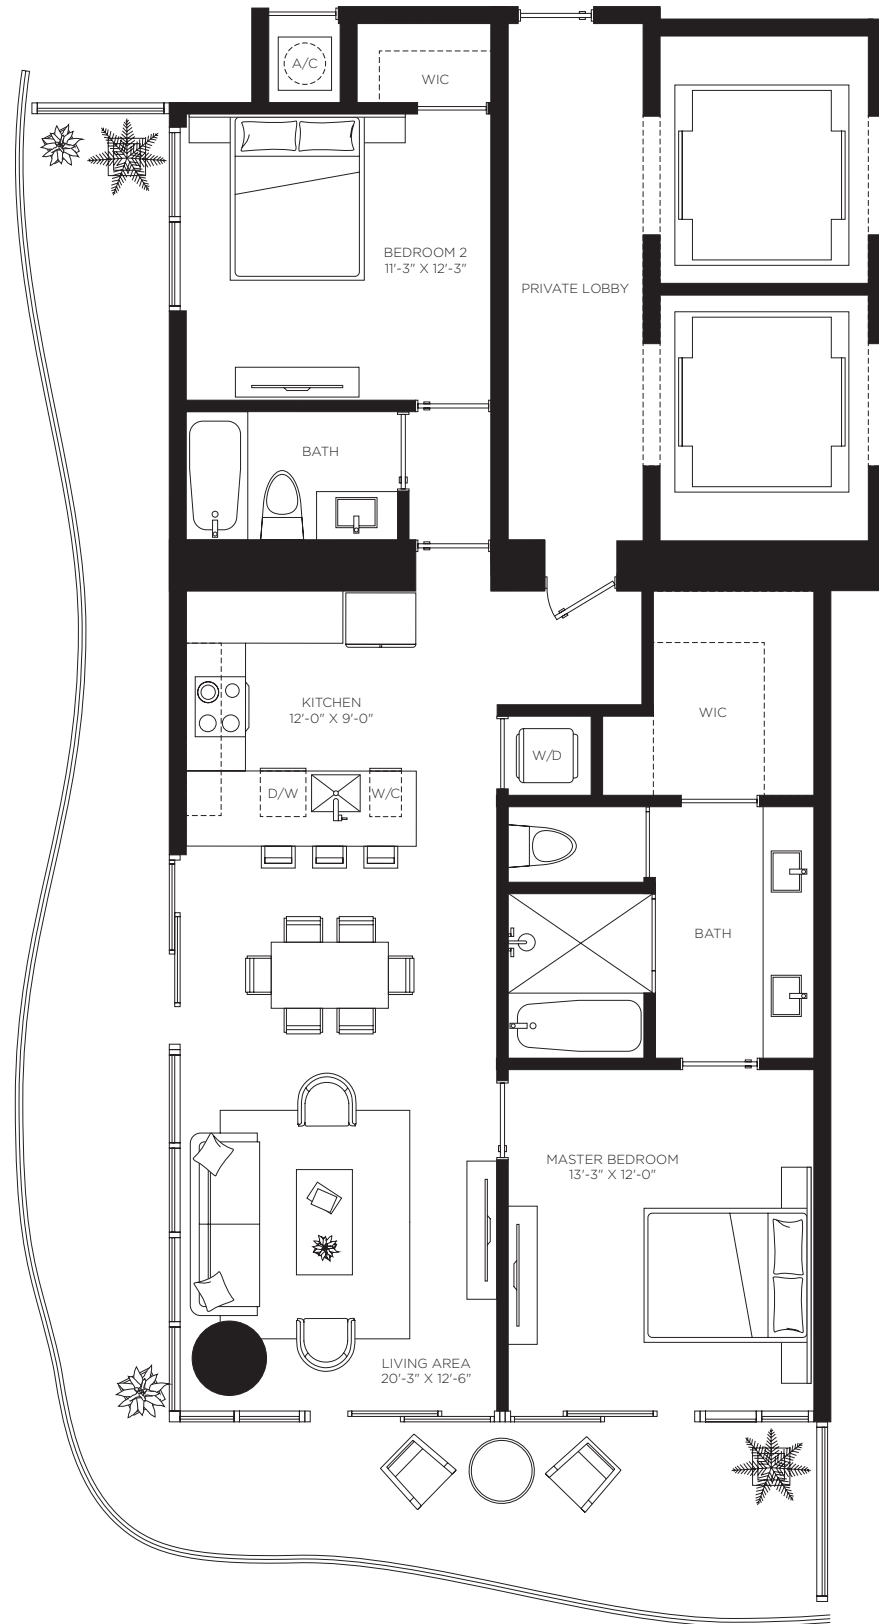 A/C
WIC
BEDROOM 2
11'-3" X 12'-3"
PRIVATE LOBBY
BATH
KITCHEN
12'-0" X 9'-0"
WIC
W/D
D/W
W/C
BATH
MASTER BEDROOM
13'-3" X 12'-0"
LIVING AREA
20'-3" X 12'-6"